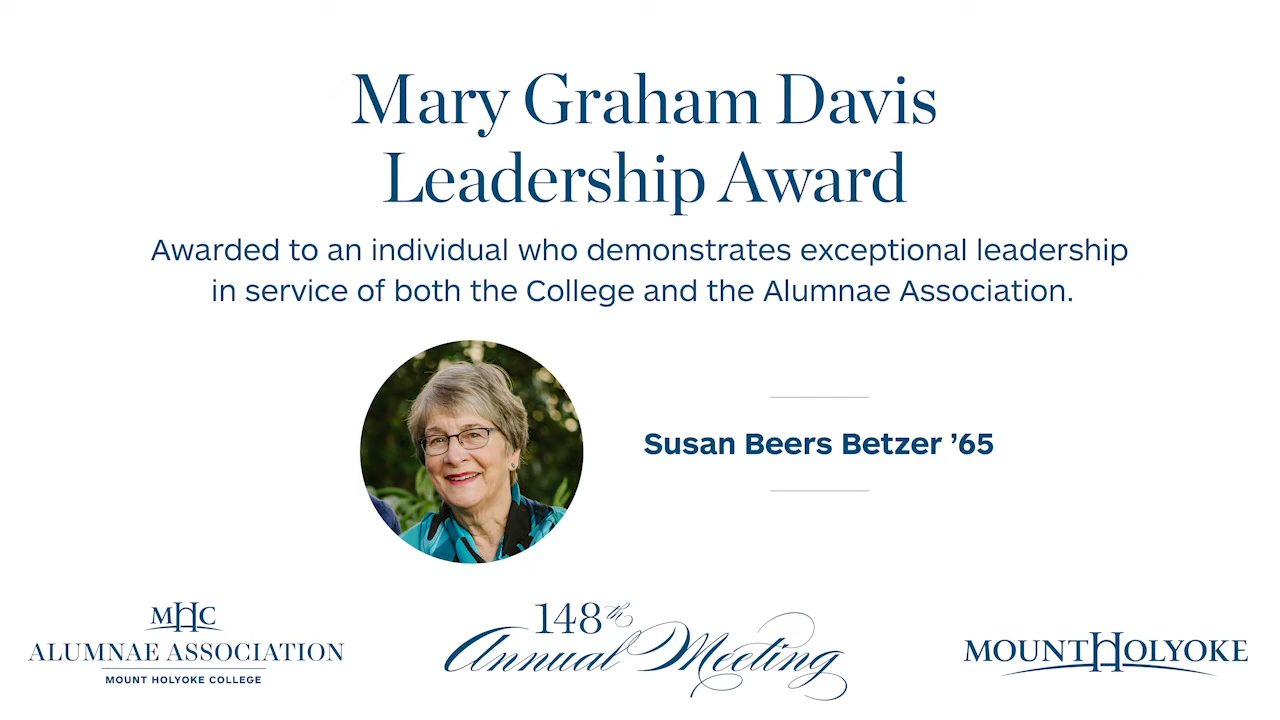 Mary Graham Davis
Leadership Award
Awarded to an individual who demonstrates exceptional leadership
in service of both the College and the Alumnae Association.
Susan Beers Betzer ’65
MHC
ALUMNAE ASSOCIATION
MOUNT HOLYOKE COLLEGE
148th
Annual Meeting
MOUNT HOLYOKE